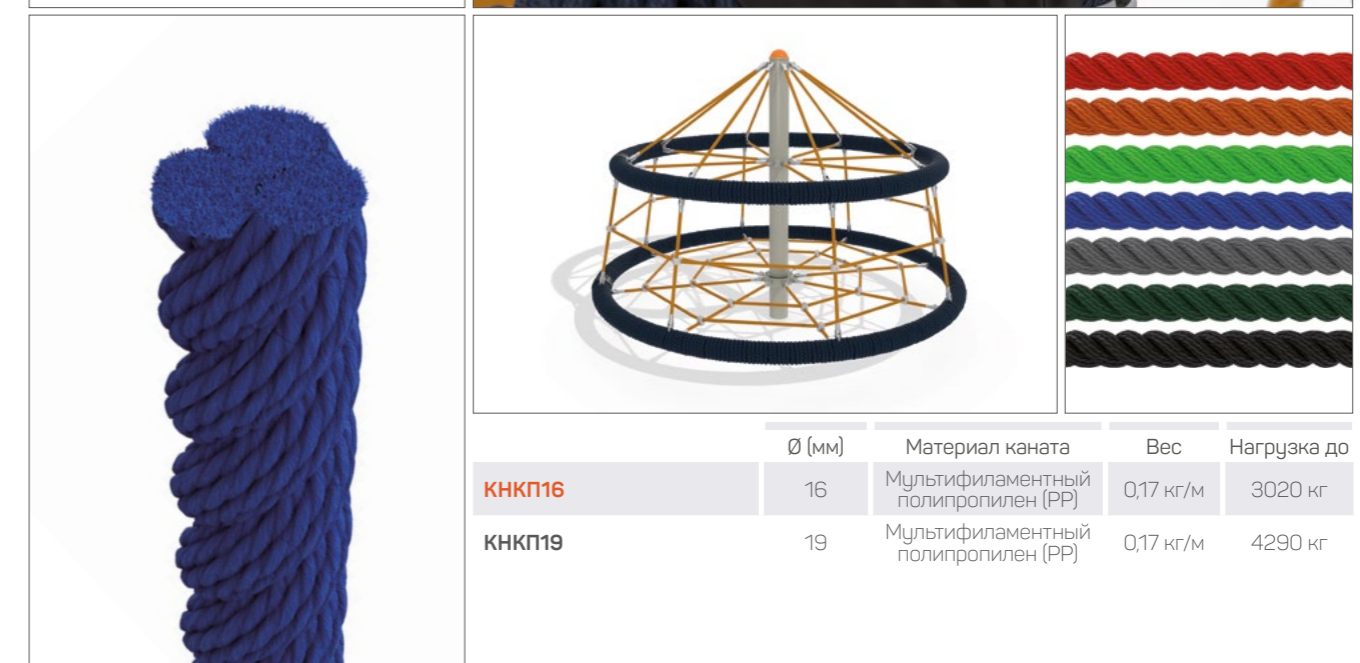 Ø (мм) Материал каната Вес Нагрузка до
КНКП16 16 Мультифиламентный полипропилен (PP) 0,17 кг/м 3020 кг
КНКП19 19 Мультифиламентный полипропилен (PP) 0,17 кг/м 4290 кг